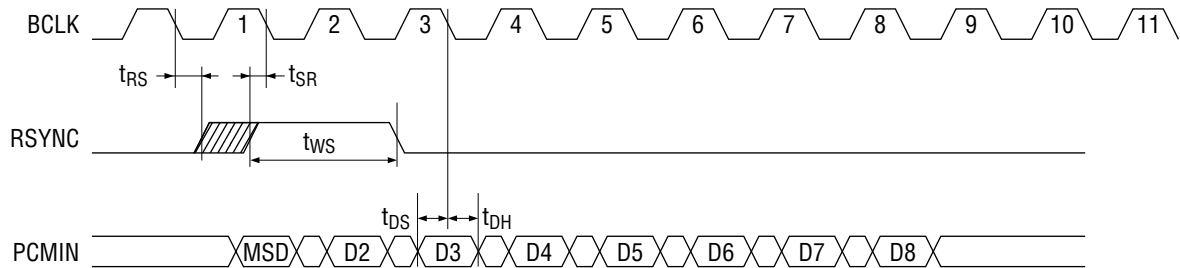 BCLK 1 2 3 4 5 6 7 8 9 10 11
tRS tSR
RSYNC tWS
tDS tDH
PCMIN MSD D2 D3 D4 D5 D6 D7 D8